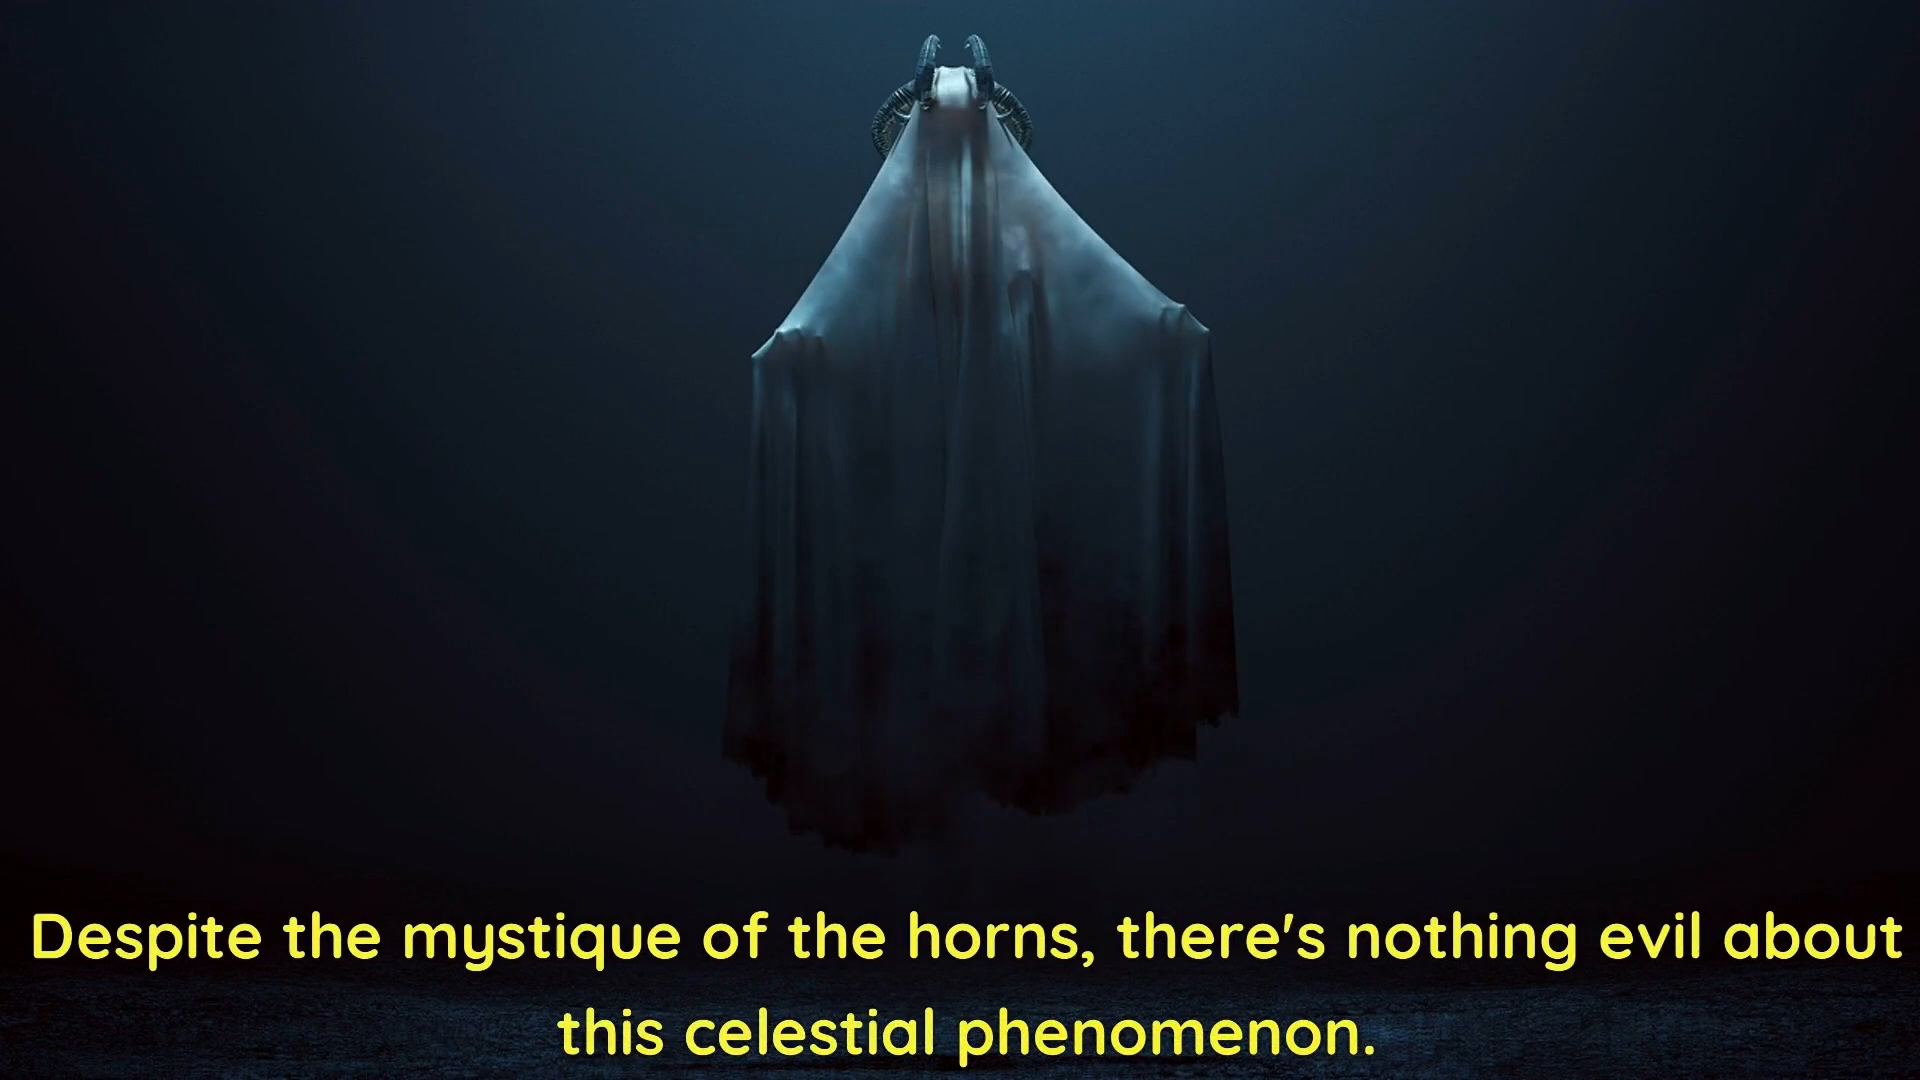 Despite the mystique of the horns, there's nothing evil about
this celestial phenomenon.